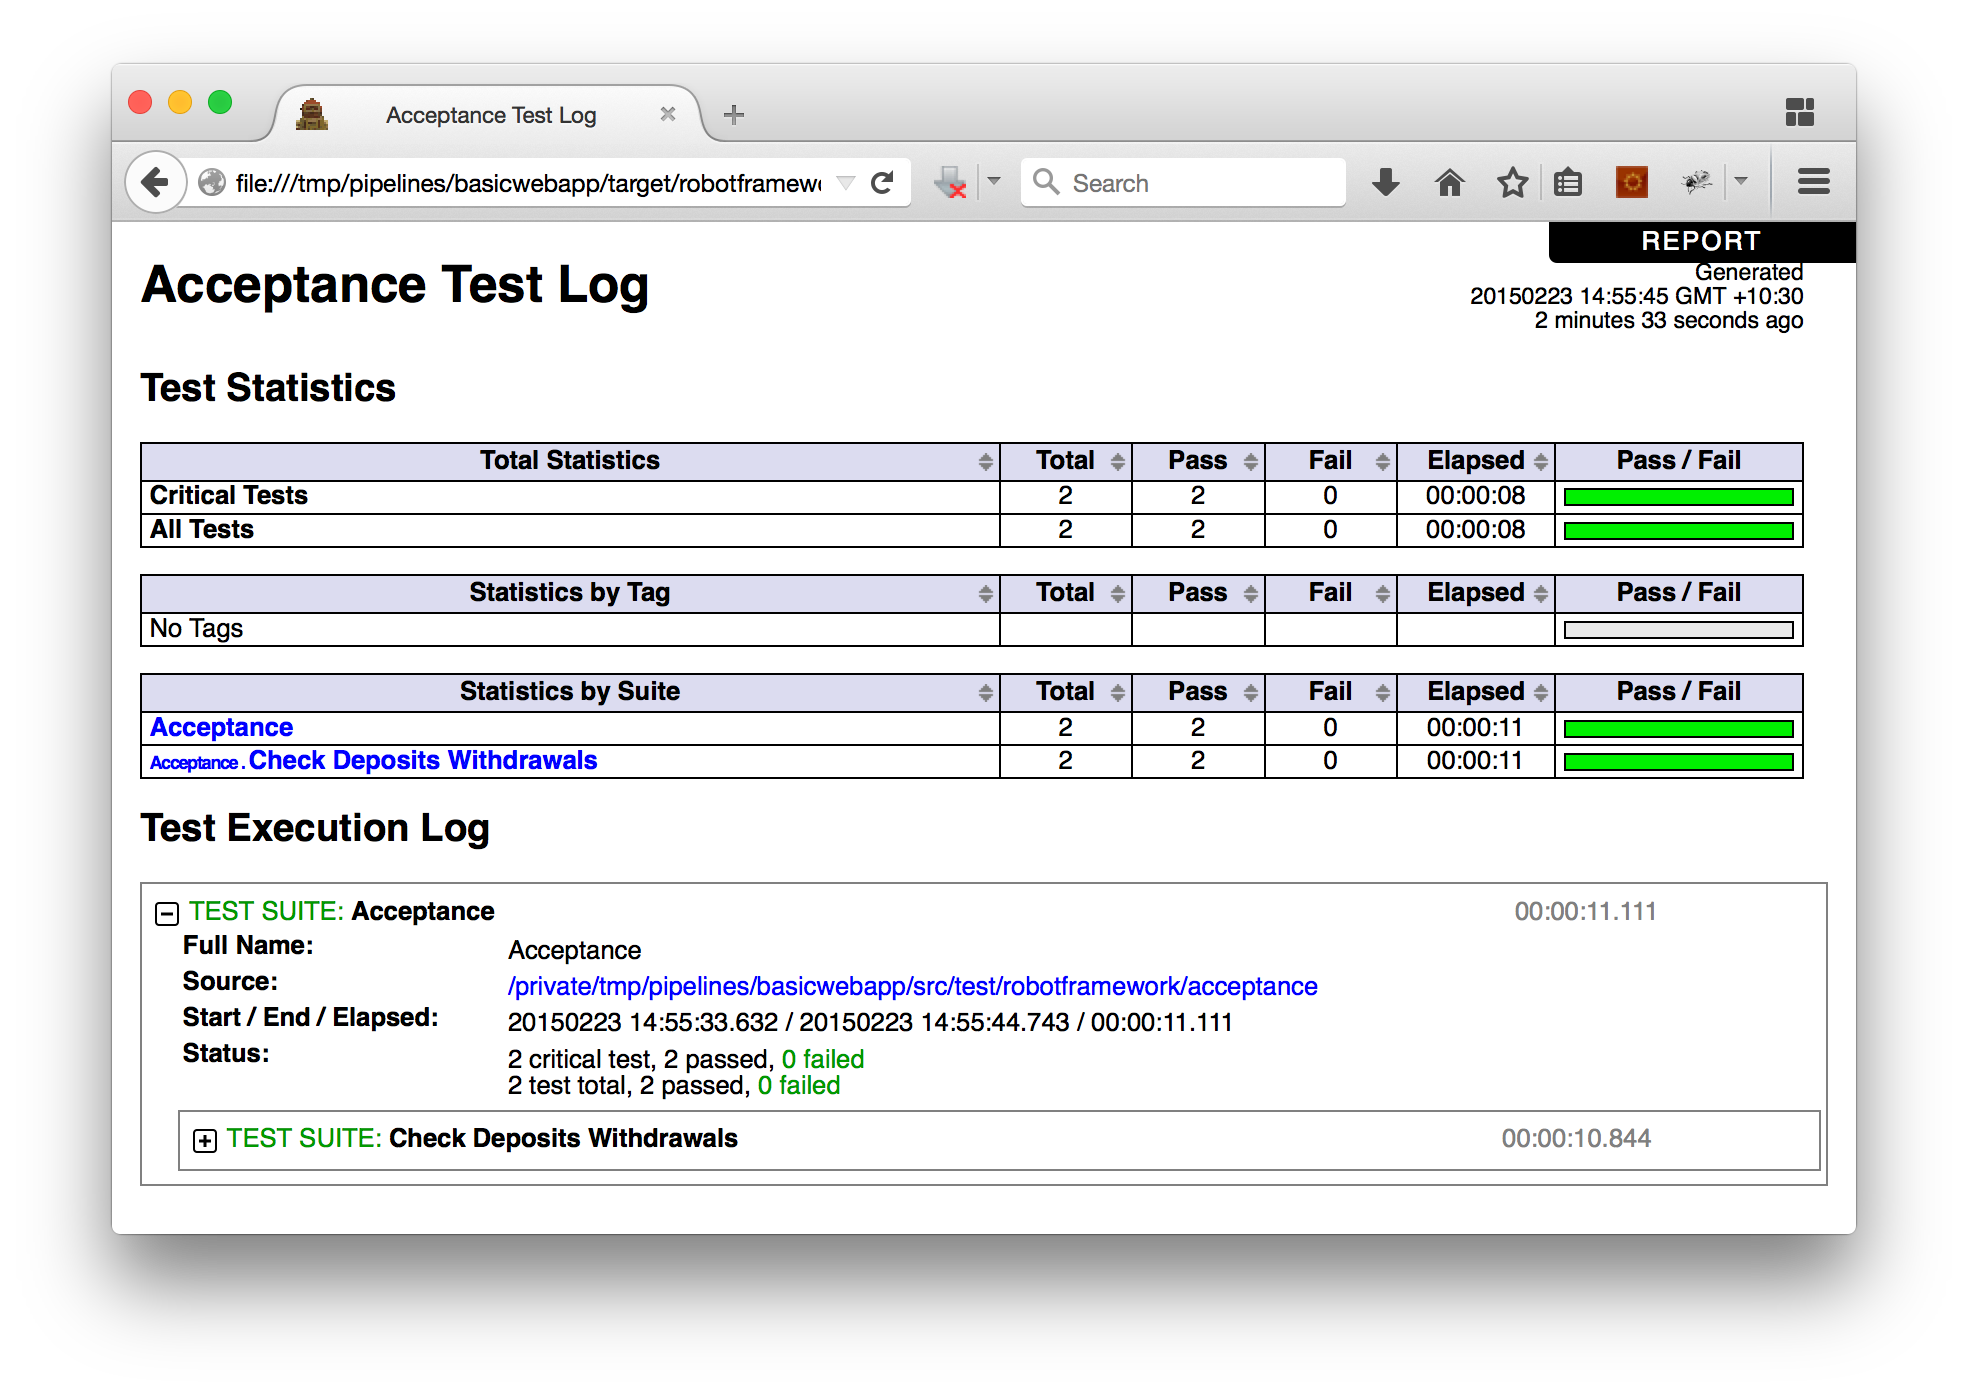 Acceptance Test Log
file:///tmp/pipelines/basicwebapp/target/robotframew
Search
REPORT
Acceptance Test Log
Generated
20150223 14:55:45 GMT +10:30
2 minutes 33 seconds ago
Test Statistics
Total Statistics Total Pass Fail Elapsed Pass / Fail
Critical Tests 2 2 0 00:00:08
All Tests 2 2 0 00:00:08
Statistics by Tag Total Pass Fail Elapsed Pass / Fail
No Tags
Statistics by Suite Total Pass Fail Elapsed Pass / Fail
Acceptance 2 2 0 00:00:11
Acceptance . Check Deposits Withdrawals 2 2 0 00:00:11
Test Execution Log
TEST SUITE: Acceptance 00:00:11.111
Full Name: Acceptance
Source: /private/tmp/pipelines/basicwebapp/src/test/robotframework/acceptance
Start / End / Elapsed: 20150223 14:55:33.632 / 20150223 14:55:44.743 / 00:00:11.111
Status: 2 critical test, 2 passed, 0 failed
2 test total, 2 passed, 0 failed
TEST SUITE: Check Deposits Withdrawals 00:00:10.844